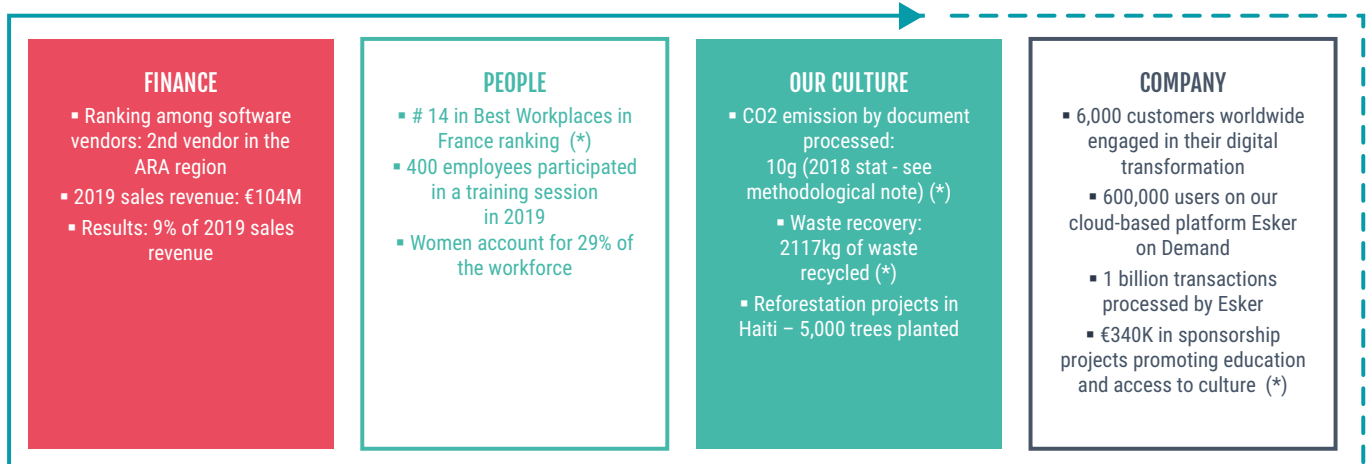 FINANCE
▪ Ranking among software
vendors: 2nd vendor in the
ARA region
▪ 2019 sales revenue: €104M
▪ Results: 9% of 2019 sales
revenue
PEOPLE
▪ # 14 in Best Workplaces in
France ranking (*)
▪ 400 employees participated
in a training session
in 2019
▪ Women account for 29% of
the workforce
OUR CULTURE
▪ CO2 emission by document
processed:
10g (2018 stat - see
methodological note) (*)
▪ Waste recovery:
2117kg of waste
recycled (*)
▪ Reforestation projects in
Haiti – 5,000 trees planted
COMPANY
▪ 6,000 customers worldwide
engaged in their digital
transformation
▪ 600,000 users on our
cloud-based platform Esker
on Demand
▪ 1 billion transactions
processed by Esker
▪ €340K in sponsorship
projects promoting education
and access to culture (*)